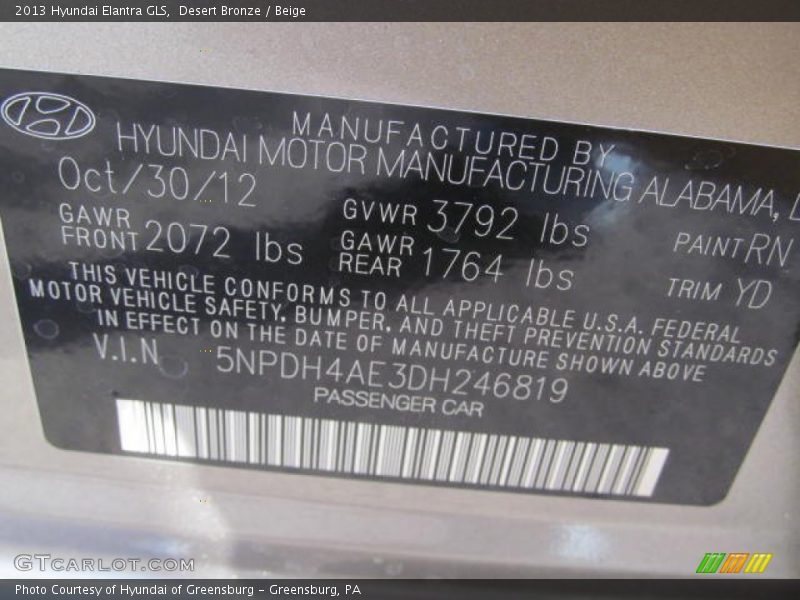 2013 Hyundai Elantra GLS,  Desert Bronze / Beige
MANUFACTURED BY
HYUNDAI MOTOR MANUFACTURING ALABAMA,
Oct/30/12
GVWR 3792 lbs
GAWR FRONT 2072 lbs
GAWR REAR 1764 lbs
PAINT RN
TRIM YD
THIS VEHICLE CONFORMS TO ALL APPLICABLE U.S.A. FEDERAL
MOTOR VEHICLE SAFETY, BUMPER, AND THEFT PREVENTION STANDARDS
IN EFFECT ON THE DATE OF MANUFACTURE SHOWN ABOVE
V.I.N 5NPDH4AE3DH246819
PASSENGER CAR
GTCARLOT.COM
Photo Courtesy of Hyundai of Greensburg - Greensburg, PA